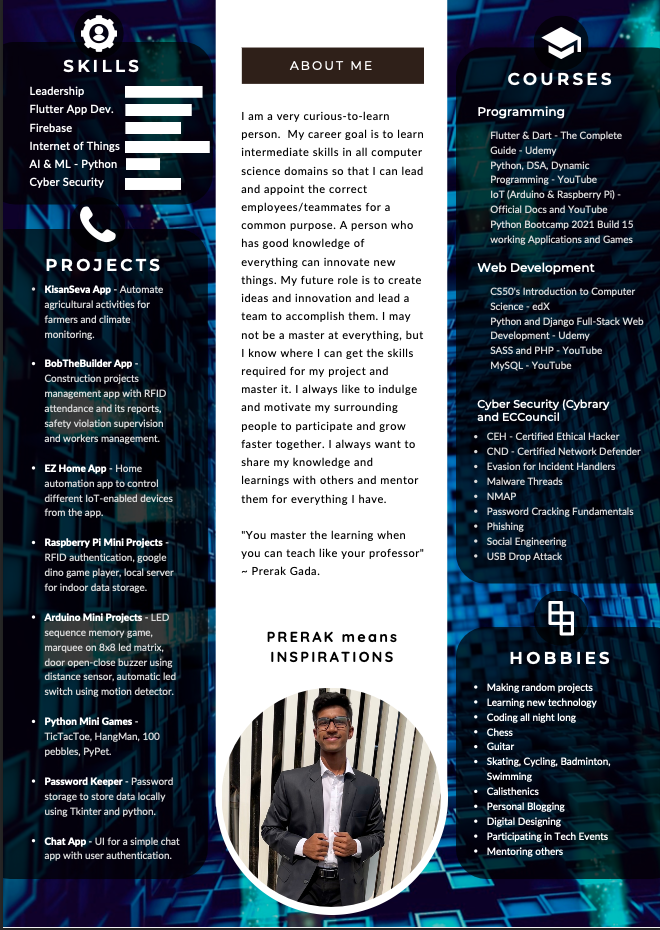 SKILLS
Leadership
Flutter App Dev.
Firebase
Internet of Things
AI & ML - Python
Cyber Security
PROJECTS
KisanSeva App - Automate
agricultural activities for
farmers and climate
monitoring.
BobTheBuilder App -
Construction projects
management app with RFID
attendance and its reports,
safety violation supervision
and workers management.
EZ Home App - Home
automation app to control
different IoT-enabled devices
from the app.
Raspberry Pi Mini Projects -
RFID authentication, google
dino game player, local server
for indoor data storage.
Arduino Mini Projects - LED
sequence memory game,
marquee on 8x8 led matrix,
door open-close buzzer using
distance sensor, automatic led
switch using motion detector.
Python Mini Games -
TicTacToe, HangMan, 100
pebbles, PyPet.
Password Keeper - Password
storage to store data locally
using Tkinter and python.
Chat App - UI for a simple chat
app with user authentication.
ABOUT ME
I am a very curious-to-learn
person. My career goal is to learn
intermediate skills in all computer
science domains so that I can lead
and appoint the correct
employees/teammates for a
common purpose. A person who
has good knowledge of
everything can innovate new
things. My future role is to create
ideas and innovation and lead a
team to accomplish them. I may
not be a master at everything, but
I know where I can get the skills
required for my project and
master it. I always like to indulge
and motivate my surrounding
people to participate and grow
faster together. I always want to
share my knowledge and
learnings with others and mentor
them for everything I have.
"You master the learning when
you can teach like your professor"
~ Prerak Gada.
PRERAK means
INSPIRATIONS
COURSES
Programming
Flutter & Dart - The Complete
Guide - Udemy
Python, DSA, Dynamic
Programming - YouTube
IoT (Arduino & Raspberry Pi) -
Official Docs and YouTube
Python Bootcamp 2021 Build 15
working Applications and Games
Web Development
CS50's Introduction to Computer
Science - edX
Python and Django Full-Stack Web
Development - Udemy
SASS and PHP - YouTube
MySQL - YouTube
Cyber Security (Cybrary
and ECCouncil
CEH - Certified Ethical Hacker
CND - Certified Network Defender
Evasion for Incident Handlers
Malware Threads
NMAP
Password Cracking Fundamentals
Phishing
Social Engineering
USB Drop Attack
HOBBIES
Making random projects
Learning new technology
Coding all night long
Chess
Guitar
Skating, Cycling, Badminton,
Swimming
Calisthenics
Personal Blogging
Digital Designing
Participating in Tech Events
Mentoring others